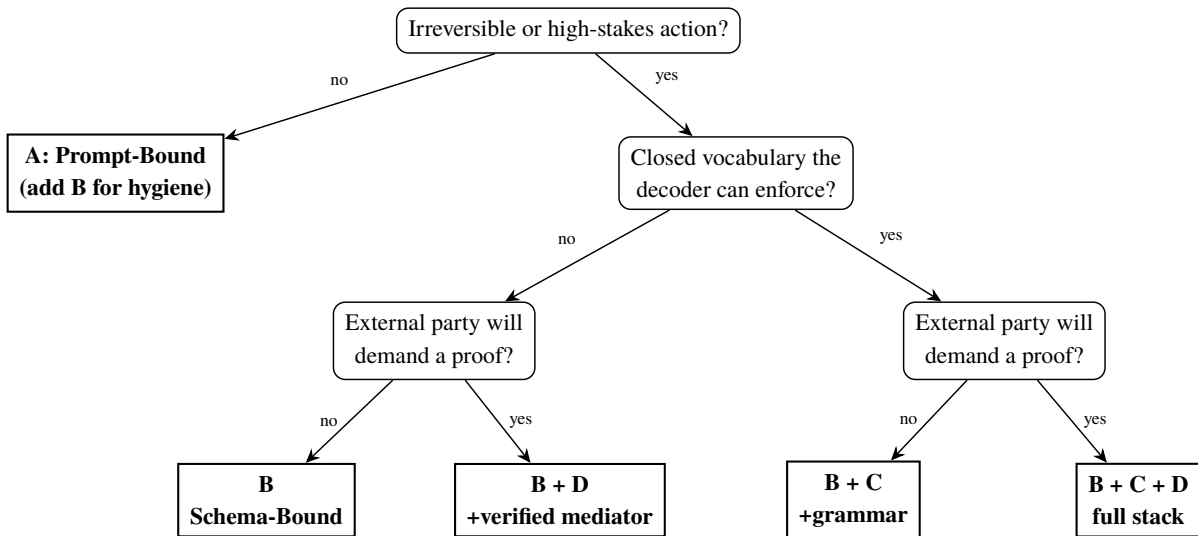 Irreversible or high-stakes action?
no
yes
A: Prompt-Bound
(add B for hygiene)
Closed vocabulary the
decoder can enforce?
no
yes
External party will
demand a proof?
External party will
demand a proof?
no
yes
no
yes
B
Schema-Bound
B + D
+verified mediator
B + C
+grammar
B + C + D
full stack